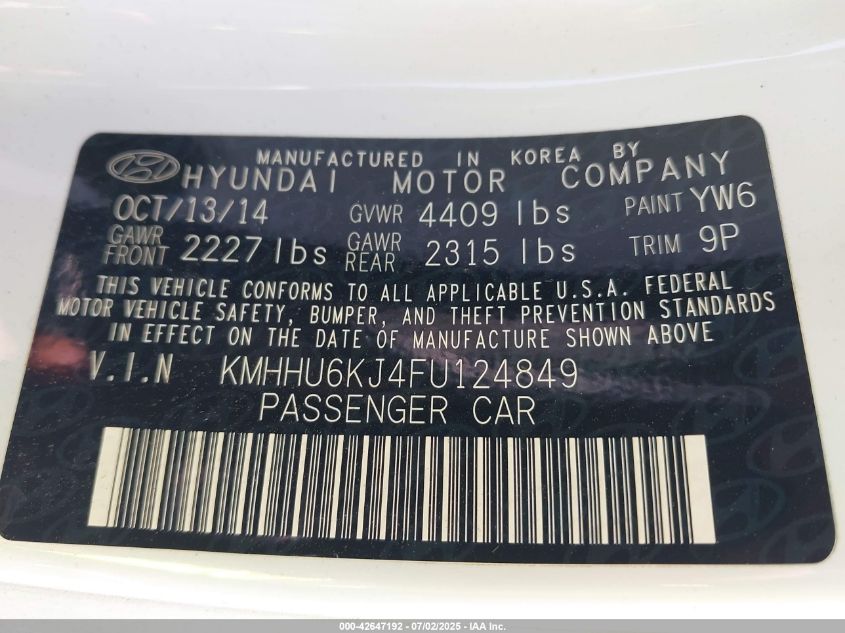 MANUFACTURED IN KOREA BY
HYUNDAI MOTOR COMPANY
OCT/13/14 GVWR 4409 lbs PAINT YW6
GAWR FRONT 2227 lbs GAWR REAR 2315 lbs TRIM 9P
THIS VEHICLE CONFORMS TO ALL APPLICABLE U.S.A. FEDERAL
MOTOR VEHICLE SAFETY, BUMPER, AND THEFT PREVENTION STANDARDS
IN EFFECT ON THE DATE OF MANUFACTURE SHOWN ABOVE
V.I.N KMHHU6KJ4FU124849
PASSENGER CAR
000-42647192 - 07/02/2025 - IAA Inc.